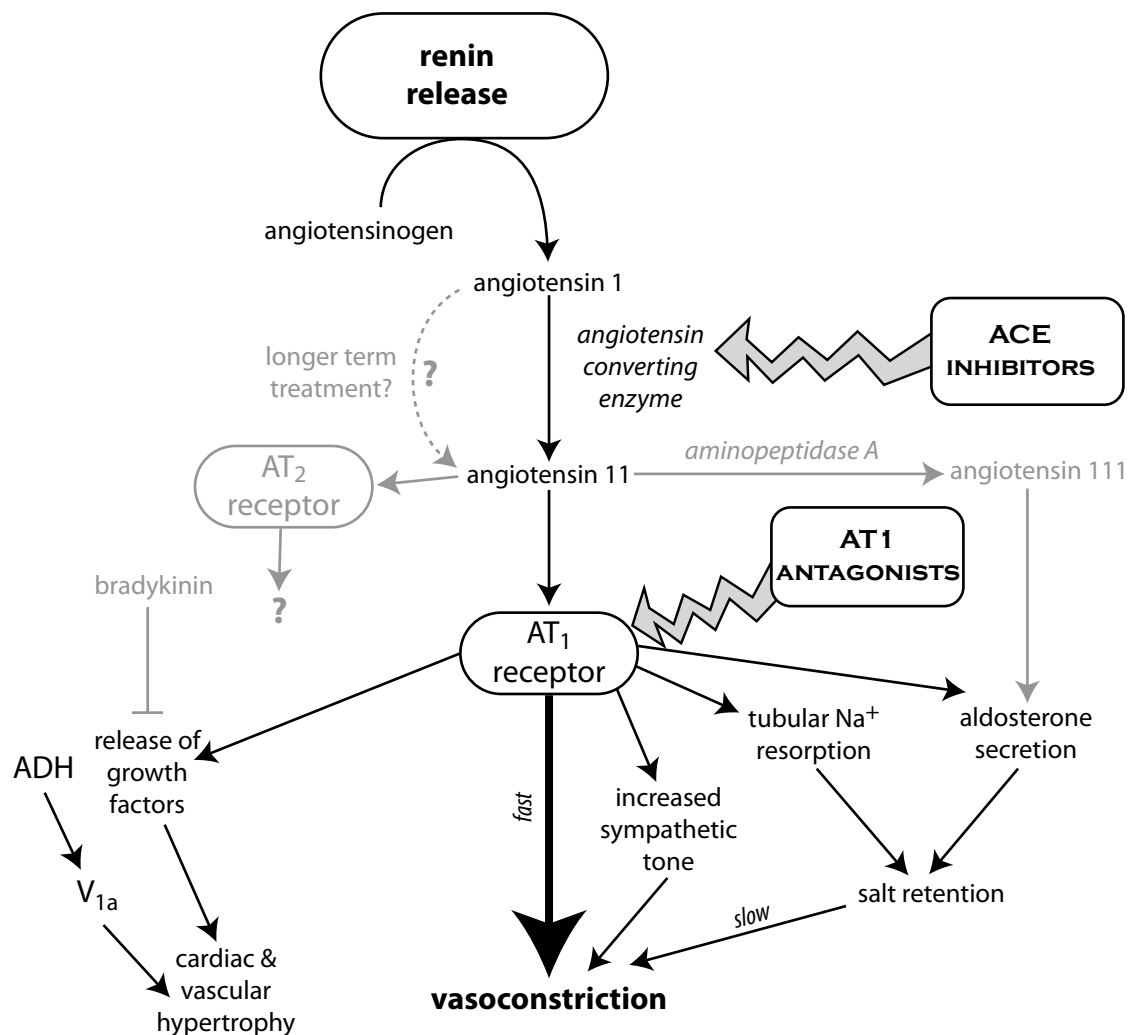 renin
release
angiotensinogen
angiotensin 1
longer term
treatment?
?
angiotensin
converting
enzyme
ACE
INHIBITORS
AT2
receptor
angiotensin 11
aminopeptidase A
angiotensin 111
?
bradykinin
AT1
ANTAGONISTS
AT1
receptor
ADH
release of
growth
factors
fast
increased
sympathetic
tone
tubular Na+
resorption
aldosterone
secretion
V1a
salt retention
slow
cardiac &
vascular
hypertrophy
vasoconstriction